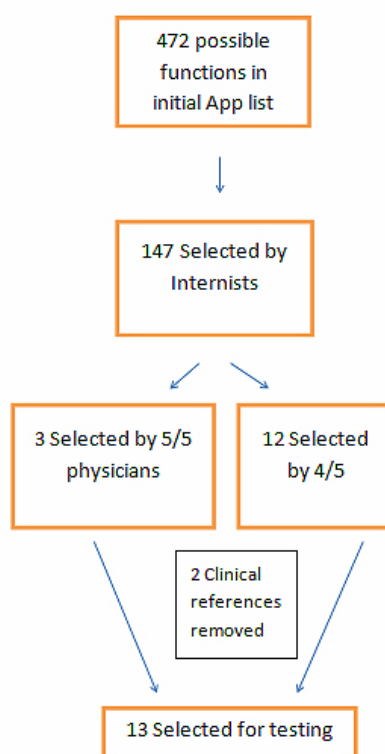 472 possible
functions in
initial App list
147 Selected by
Internists
3 Selected by 5/5
physicians
12 Selected
by 4/5
2 Clinical
references
removed
13 Selected for testing